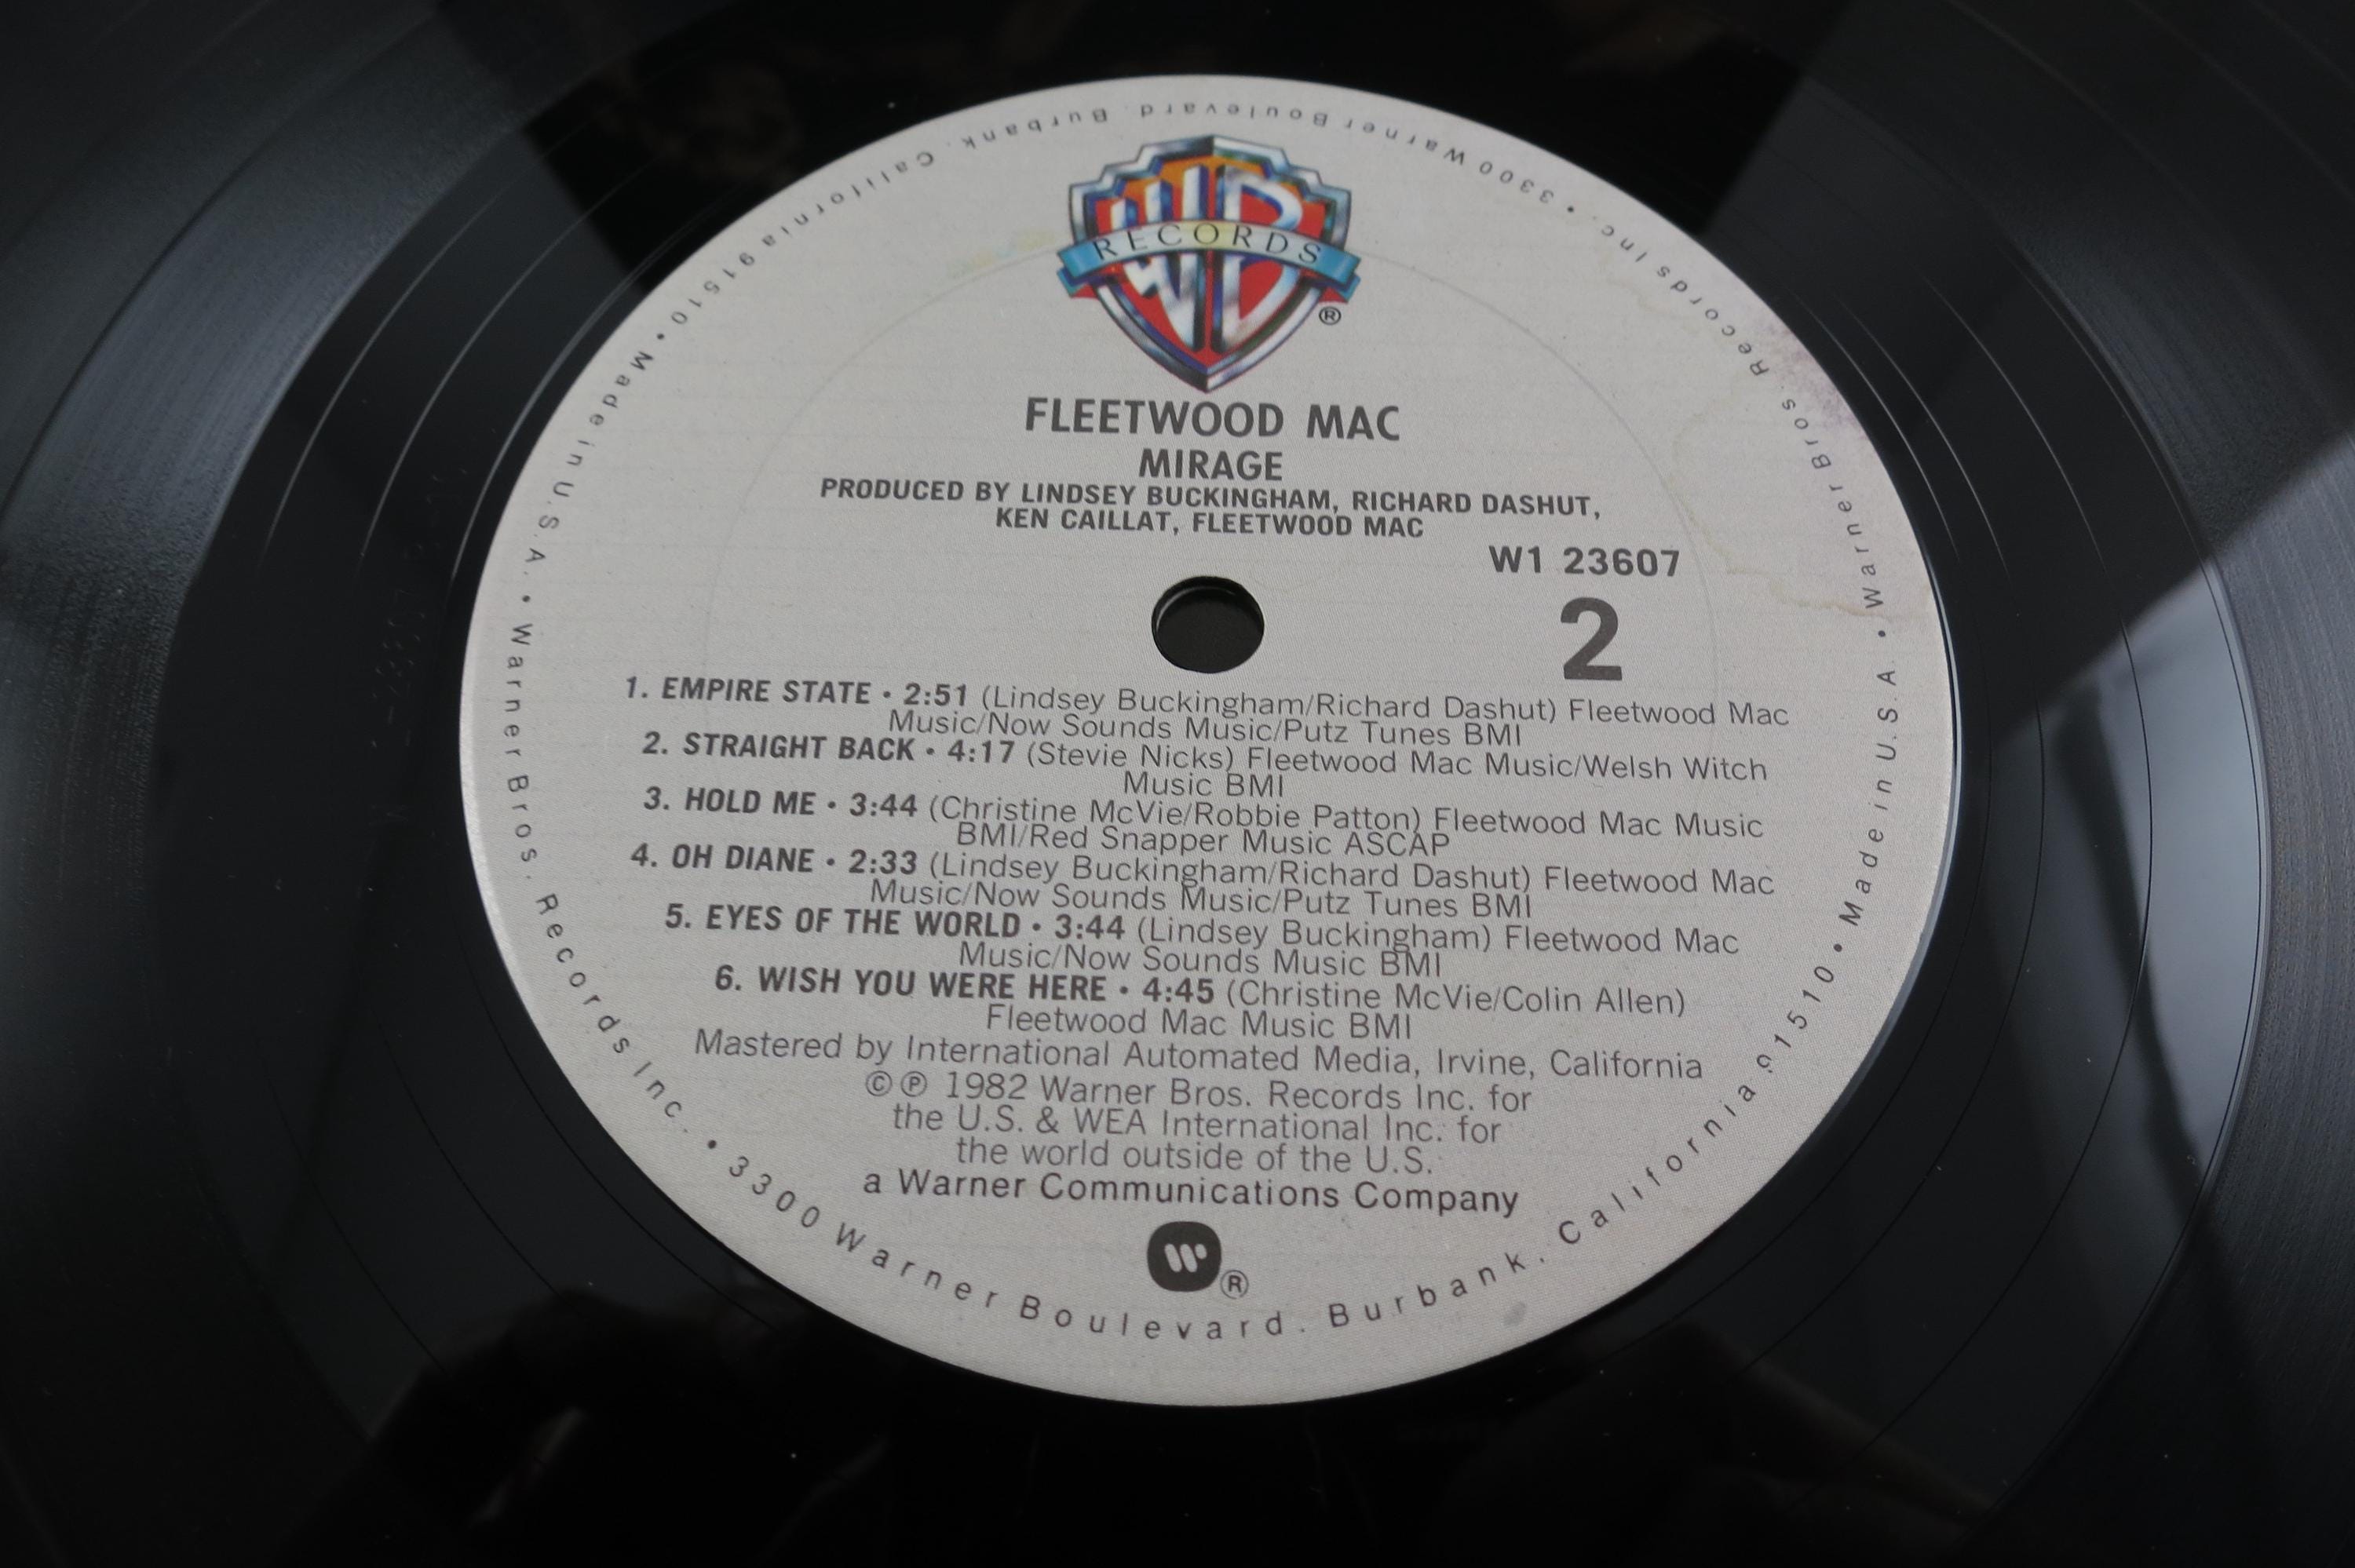 WB
RECORDS
®
FLEETWOOD MAC
MIRAGE
PRODUCED BY LINDSEY BUCKINGHAM, RICHARD DASHUT,
KEN CAILLAT, FLEETWOOD MAC
W1 23607
2
1. EMPIRE STATE • 2:51 (Lindsey Buckingham/Richard Dashut) Fleetwood Mac
Music/Now Sounds Music/Putz Tunes BMI
2. STRAIGHT BACK • 4:17 (Stevie Nicks) Fleetwood Mac Music/Welsh Witch
Music BMI
3. HOLD ME • 3:44 (Christine McVie/Robbie Patton) Fleetwood Mac Music
BMI/Red Snapper Music ASCAP
4. OH DIANE • 2:33 (Lindsey Buckingham/Richard Dashut) Fleetwood Mac
Music/Now Sounds Music/Putz Tunes BMI
5. EYES OF THE WORLD • 3:44 (Lindsey Buckingham) Fleetwood Mac
Music/Now Sounds Music BMI
6. WISH YOU WERE HERE • 4:45 (Christine McVie/Colin Allen)
Fleetwood Mac Music BMI
Mastered by International Automated Media, Irvine, California
©℗ 1982 Warner Bros. Records Inc. for
the U.S. & WEA International Inc. for
the world outside of the U.S.
a Warner Communications Company
W ®
Warner Bros. Records Inc. • 3300 Warner Boulevard. Burbank. California 91510 • Made in U.S.A. • Warner Bros. Records Inc. • 3300 Warner Boulevard. Burbank. California 91510 • Made in U.S.A. •